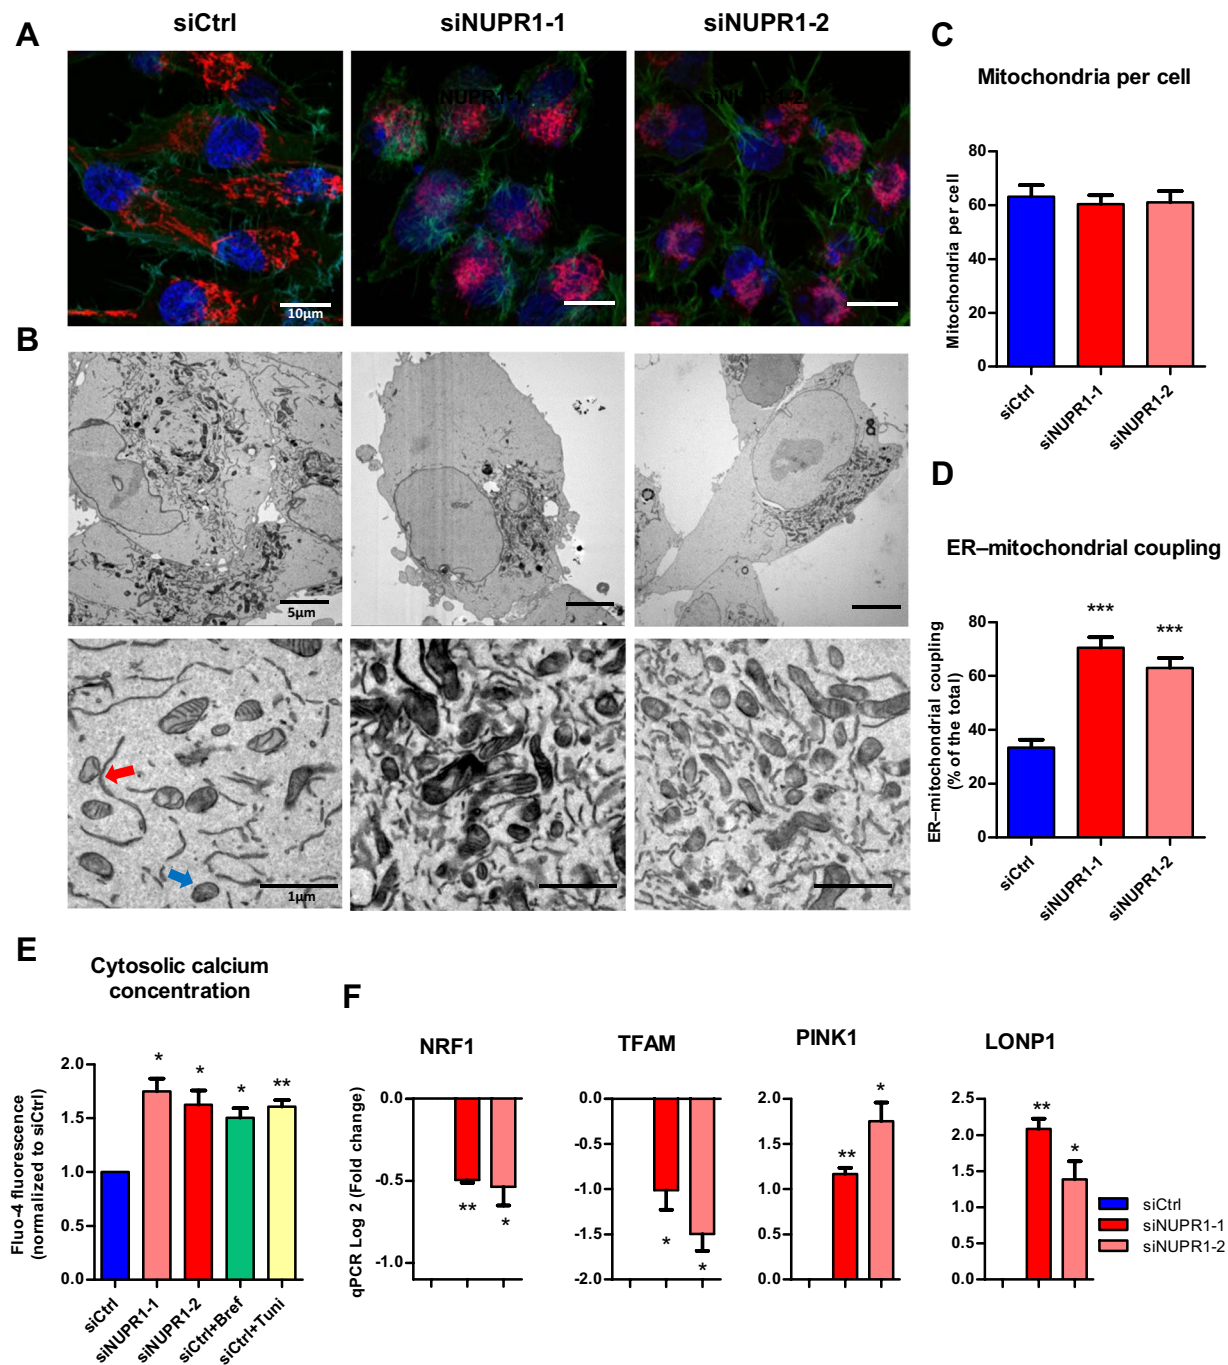 A
siCtrl
siNUPR1-1
siNUPR1-2
NUPR1-1
siNUPR1-2
10μm
B
5μm
1μm
C
Mitochondria per cell
Mitochondria per cell
80
60
40
20
0
siCtrl
siNUPR1-1
siNUPR1-2
D
ER–mitochondrial coupling
ER–mitochondrial coupling
(% of the total)
80
60
40
20
0
***
***
siCtrl
siNUPR1-1
siNUPR1-2
E
Cytosolic calcium
concentration
Fluo-4 fluorescence
(normalized to siCtrl)
2.0
1.5
1.0
0.5
0.0
*
*
*
**
siCtrl
siNUPR1-1
siNUPR1-2
siCtrl+Bref
siCtrl+Tuni
F
qPCR Log 2 (Fold change)
NRF1
0.0
-0.5
-1.0
**
*
TFAM
0.0
-0.5
-1.0
-1.5
-2.0
*
*
PINK1
2.0
1.5
1.0
0.5
0.0
**
*
LONP1
2.5
2.0
1.5
1.0
0.5
0.0
**
*
siCtrl
siNUPR1-1
siNUPR1-2